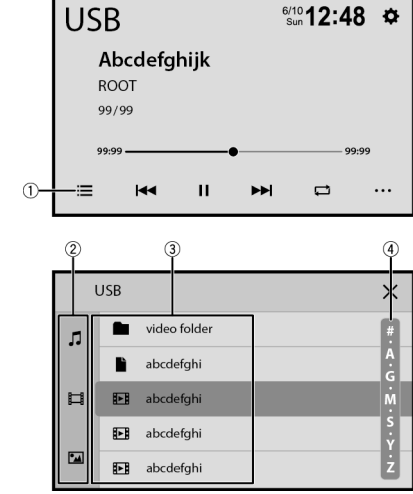 USB
6/10
Sun
12:48
Abcdefghijk
ROOT
99/99
99:99
99:99
1
2
3
4
USB
video folder
abcdefghi
abcdefghi
abcdefghi
abcdefghi
#
A
G
M
S
Y
Z